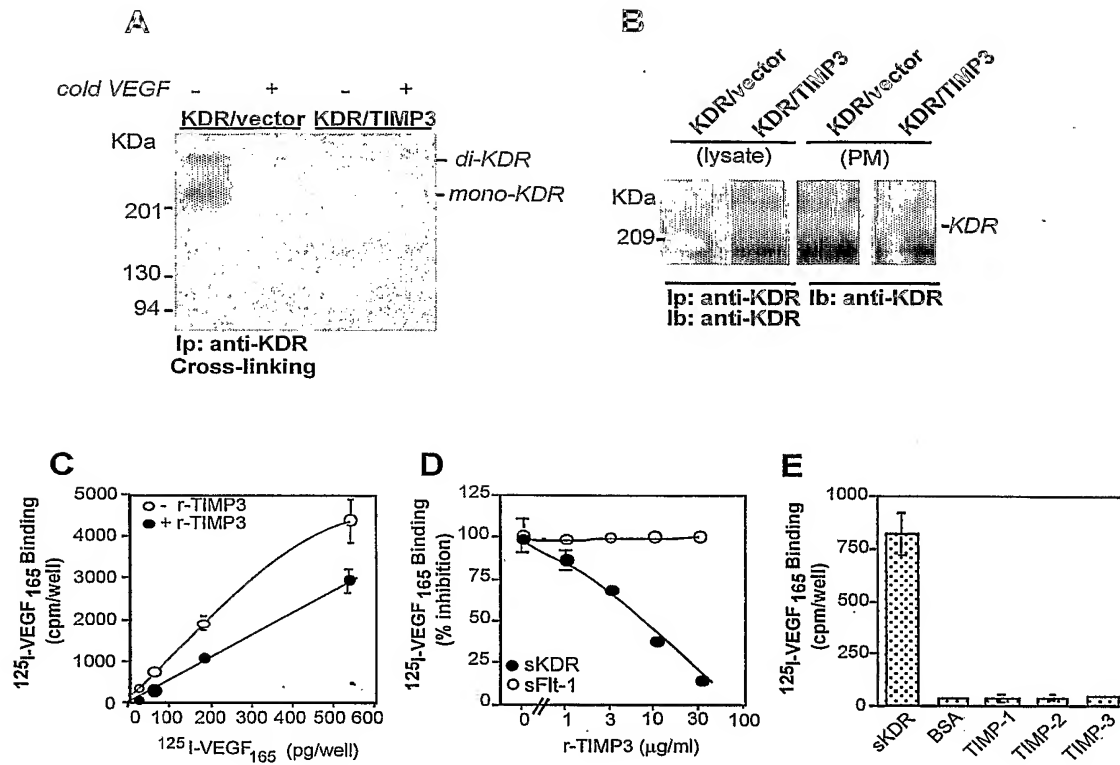 A
cold VEGF - + - +
KDR/vector KDR/TIMP3
KDa
di-KDR
mono-KDR
201
130
94
Ip: anti-KDR
Cross-linking
B
KDR/vector
KDR/TIMP3
KDR/vector
KDR/TIMP3
(lysate) (PM)
KDa
209
-KDR
Ip: anti-KDR Ib: anti-KDR
Ib: anti-KDR
C
125I-VEGF165 Binding
(cpm/well)
5000
4000
3000
2000
1000
0
- r-TIMP3
+ r-TIMP3
0 100 200 300 400 500 600
125I-VEGF165 (pg/well)
D
125I-VEGF165 Binding
(% inhibition)
125
100
75
50
25
0
sKDR
sFlt-1
0 1 3 10 30 100
r-TIMP3 (µg/ml)
E
125I-VEGF165 Binding
(cpm/well)
1000
750
500
250
0
sKDR
BSA
TIMP-1
TIMP-2
TIMP-3